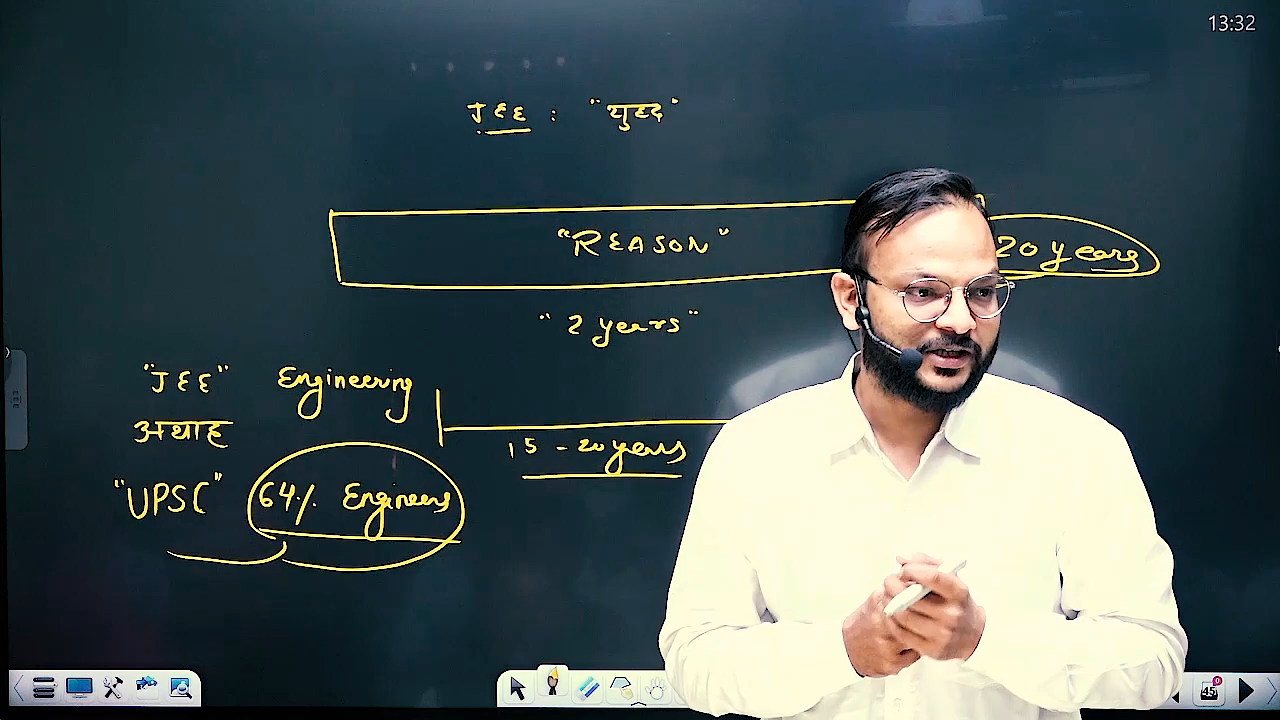 13:32
JEE : "युद्ध"
"REASON" 20 years
"2 years"
"JEE" Engineering
अथाह
15 - 20 years
"UPSC" 64% Engineers
45